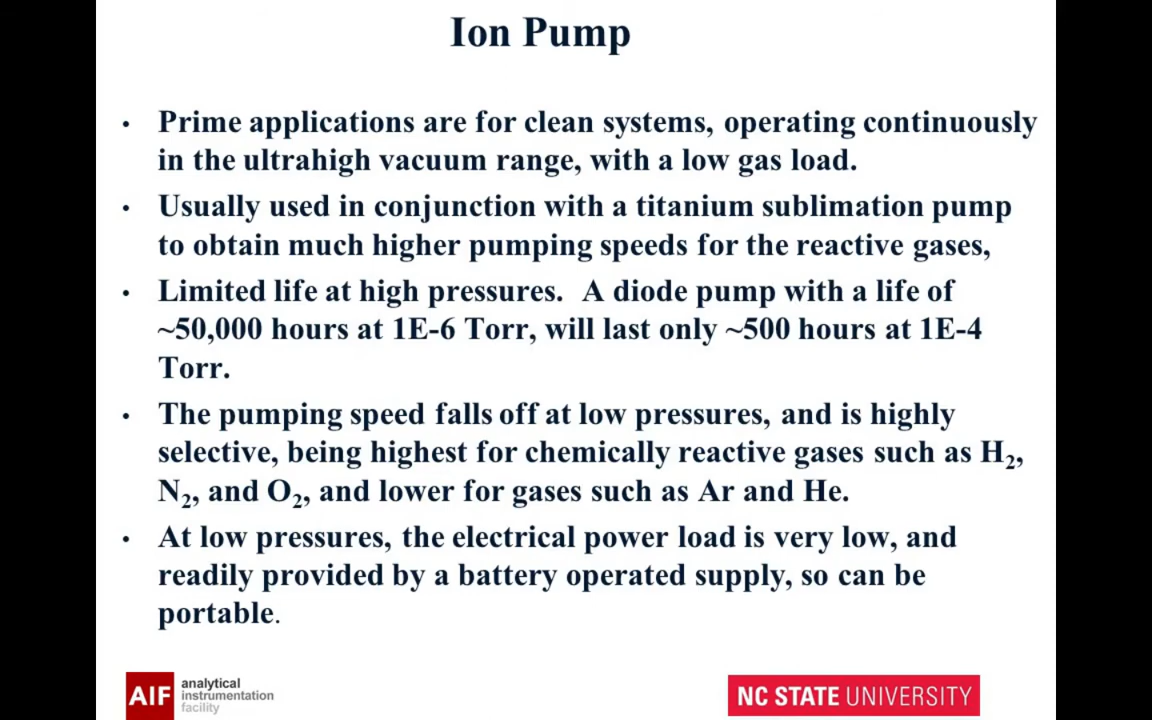 Ion Pump
• Prime applications are for clean systems, operating continuously
in the ultrahigh vacuum range, with a low gas load.
• Usually used in conjunction with a titanium sublimation pump
to obtain much higher pumping speeds for the reactive gases,
• Limited life at high pressures. A diode pump with a life of
~50,000 hours at 1E-6 Torr, will last only ~500 hours at 1E-4
Torr.
• The pumping speed falls off at low pressures, and is highly
selective, being highest for chemically reactive gases such as H₂,
N₂, and O₂, and lower for gases such as Ar and He.
• At low pressures, the electrical power load is very low, and
readily provided by a battery operated supply, so can be
portable.
AIF analytical
instrumentation
facility
NC STATE UNIVERSITY